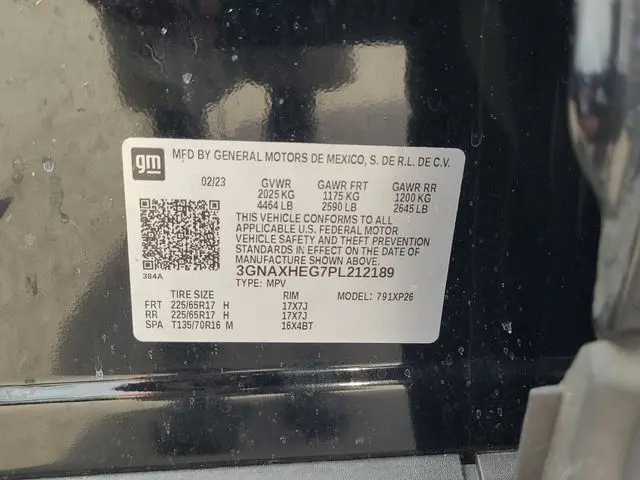 gm MFD BY GENERAL MOTORS DE MEXICO, S. DE R.L. DE C.V.
02/23 GVWR GAWR FRT GAWR RR
2025 KG 1175 KG 1200 KG
4464 LB 2590 LB 2645 LB
THIS VEHICLE CONFORMS TO ALL
APPLICABLE U.S. FEDERAL MOTOR
VEHICLE SAFETY AND THEFT PREVENTION
STANDARDS IN EFFECT ON THE DATE OF
MANUFACTURE SHOWN ABOVE.
384A 3GNAXHEG7PL212189
TYPE: MPV
TIRE SIZE RIM MODEL: 791XP26
FRT 225/65R17 H 17X7J
RR 225/65R17 H 17X7J
SPA T135/70R16 M 16X4BT